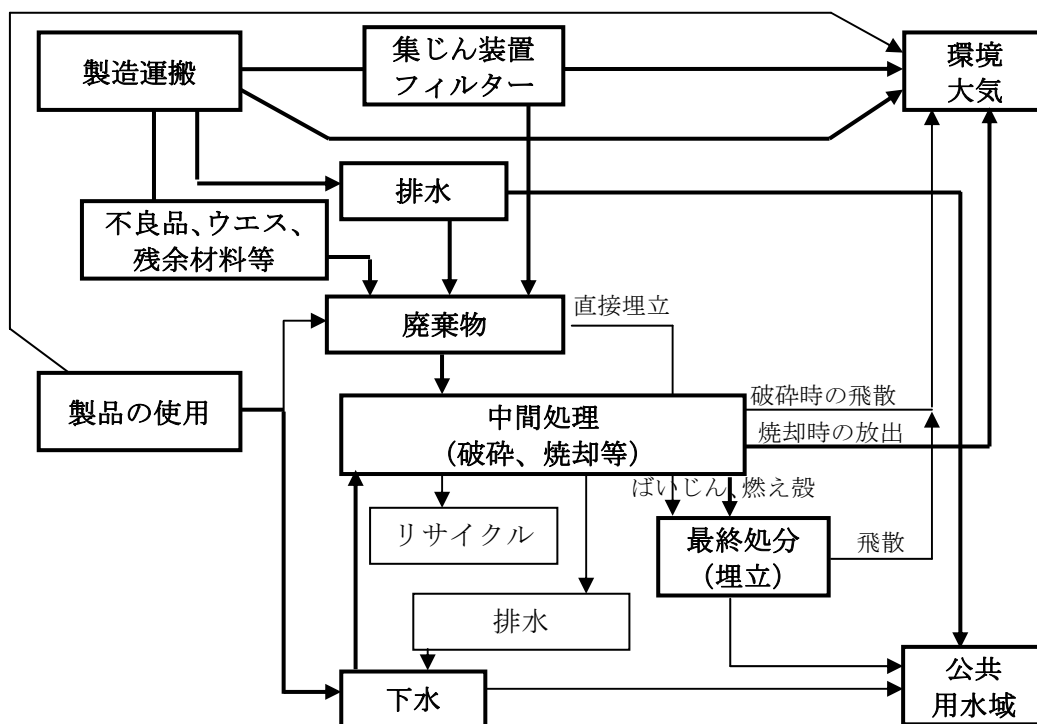 製造運搬
集じん装置
フィルター
環境
大気
排水
不良品、ウエス、
残余材料等
直接埋立
廃棄物
製品の使用
中間処理
（破砕、焼却等）
破砕時の飛散
焼却時の放出
ばいじん、燃え殻
リサイクル
最終処分
（埋立）
飛散
排水
下水
公共
用水域